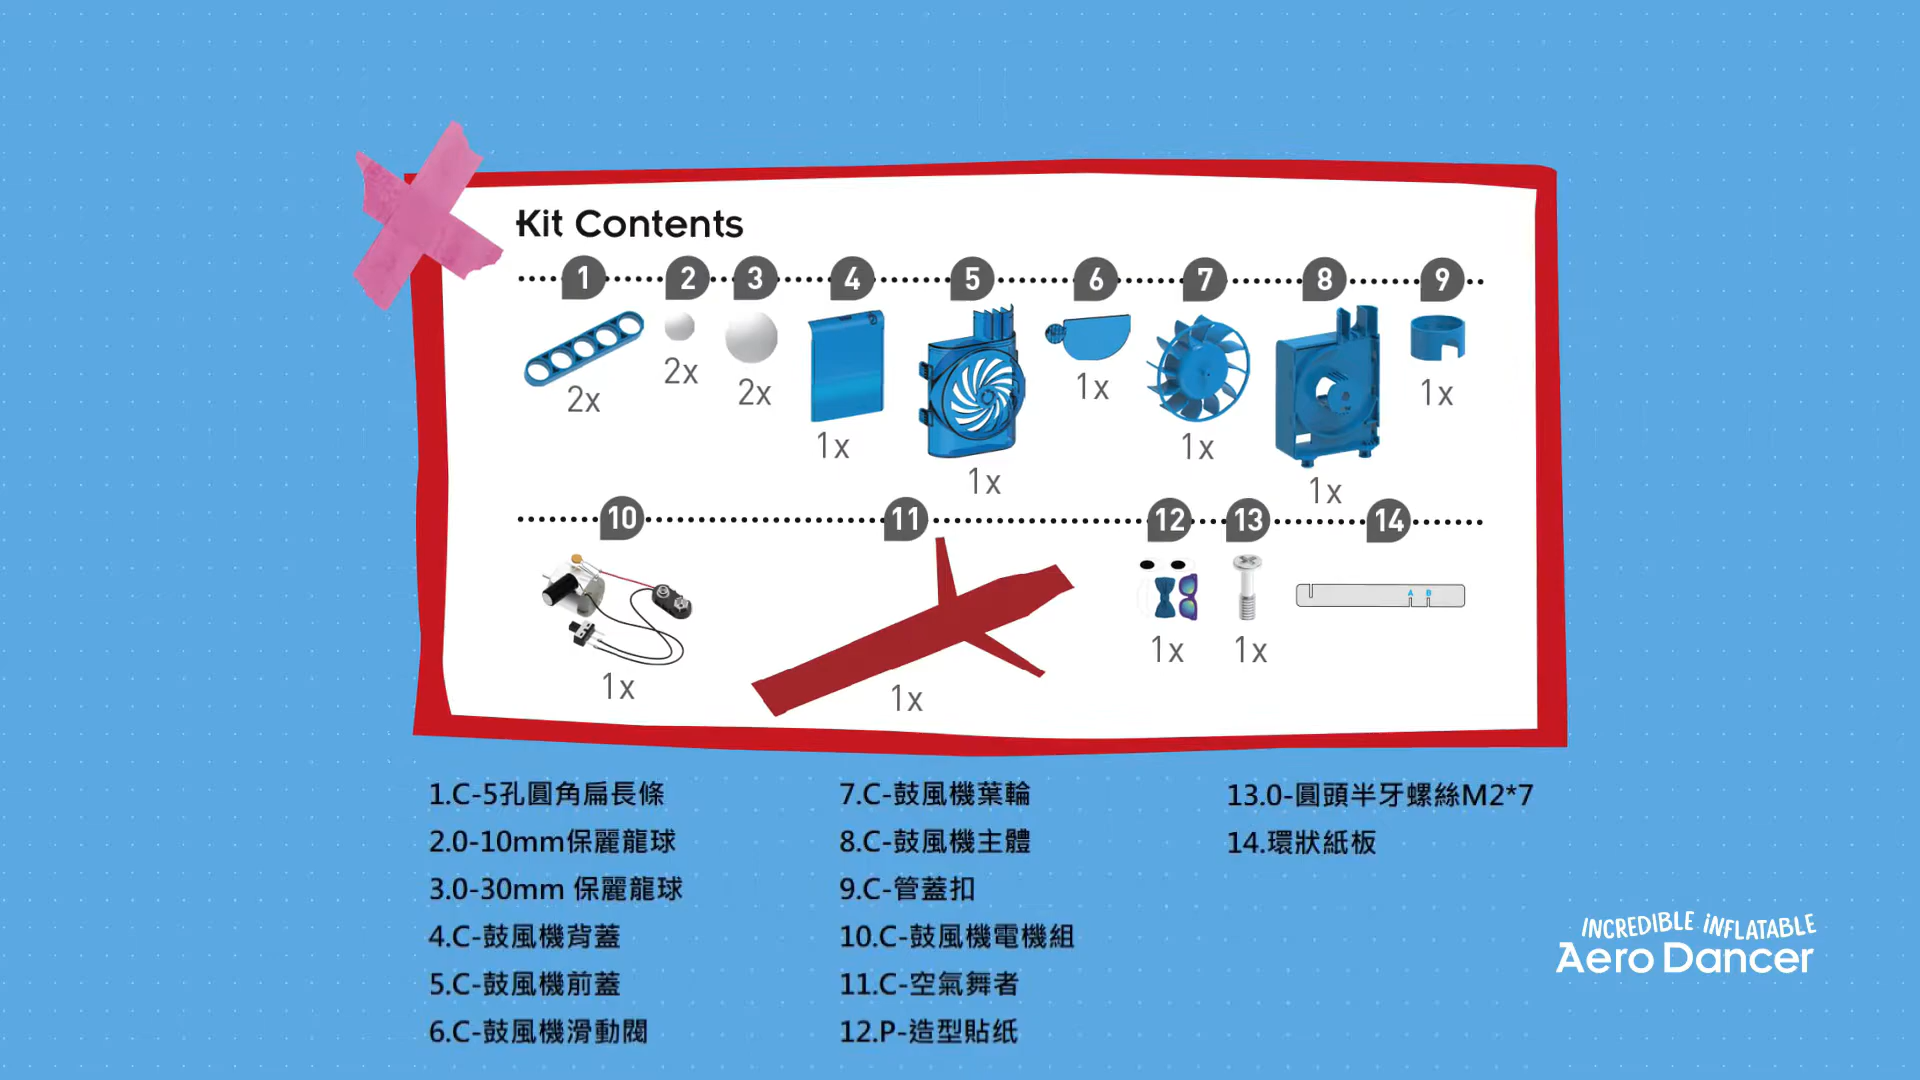 Kit Contents
1 2 3 4 5 6 7 8 9
2x 2x 2x 1x 1x 1x 1x 1x 1x
10 11 12 13 14
A B
1x 1x 1x 1x
1.C-5孔圓角扁長條
2.0-10mm保麗龍球
3.0-30mm 保麗龍球
4.C-鼓風機背蓋
5.C-鼓風機前蓋
6.C-鼓風機滑動閥
7.C-鼓風機葉輪
8.C-鼓風機主體
9.C-管蓋扣
10.C-鼓風機電機組
11.C-空氣舞者
12.P-造型貼紙
13.0-圓頭半牙螺絲M2*7
14.環狀紙板
INCREDIBLE INFLATABLE
Aero Dancer